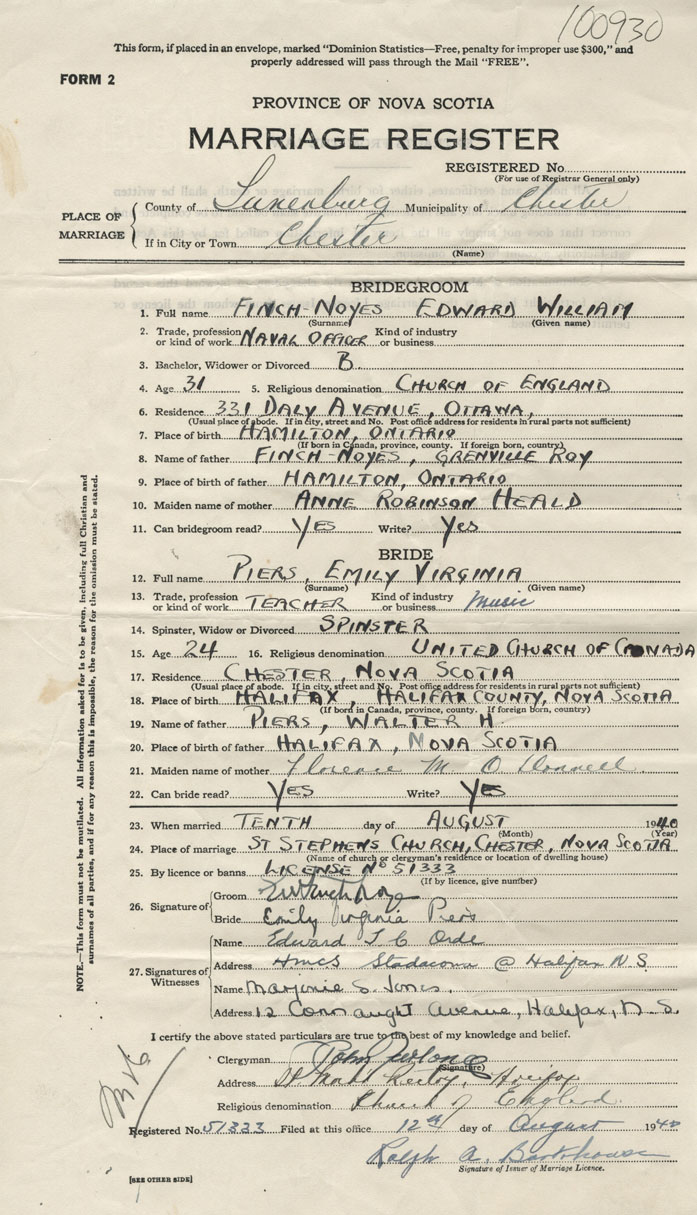 100930
This form, if placed in an envelope, marked "Dominion Statistics—Free, penalty for improper use $300," and
properly addressed will pass through the Mail "FREE".
FORM 2
PROVINCE OF NOVA SCOTIA
MARRIAGE REGISTER
REGISTERED No.
(For use of Registrar General only)
PLACE OF MARRIAGE
County of Lunenburg Municipality of Chester
If in City or Town Chester
(Name)
BRIDEGROOM
1. Full name FINCH-NOYES EDWARD WILLIAM
(Surname) (Given name)
2. Trade, profession or kind of work NAVAL OFFICER Kind of industry or business
3. Bachelor, Widower or Divorced B.
4. Age 31 5. Religious denomination CHURCH OF ENGLAND
6. Residence 331 DALY AVENUE, OTTAWA,
(Usual place of abode. If in city, street and No. Post office address for residents in rural parts not sufficient)
7. Place of birth HAMILTON, ONTARIO
(If born in Canada, province, county. If foreign born, country)
8. Name of father FINCH-NOYES, GRENVILLE ROY
9. Place of birth of father HAMILTON, ONTARIO
10. Maiden name of mother ANNE ROBINSON HEALD
11. Can bridegroom read? YES Write? YES
BRIDE
12. Full name PIERS, EMILY VIRGINIA
(Surname) (Given name)
13. Trade, profession or kind of work TEACHER Kind of industry or business Music
14. Spinster, Widow or Divorced SPINSTER
15. Age 24 16. Religious denomination UNITED CHURCH OF CANADA
17. Residence CHESTER, NOVA SCOTIA
(Usual place of abode. If in city, street and No. Post office address for residents in rural parts not sufficient)
18. Place of birth HALIFAX, HALIFAX COUNTY, NOVA SCOTIA
(If born in Canada, province, county. If foreign born, country)
19. Name of father PIERS, WALTER H
20. Place of birth of father HALIFAX, NOVA SCOTIA
21. Maiden name of mother Florence M O'Donnell
22. Can bride read? YES Write? YES
23. When married TENTH day of AUGUST 1940
(Month) (Year)
24. Place of marriage ST STEPHENS CHURCH, CHESTER, NOVA SCOTIA
(Name of church or clergyman's residence or location of dwelling house)
25. By licence or banns LICENSE No 51333
(If by licence, give number)
26. Signature of
Groom
Bride Emily Virginia Piers
27. Signatures of Witnesses
Name Edward T C Orde
Address HMCS Stadacona @ Halifax N.S.
Name Marjorie S. Jones.
Address 12 Connaught Avenue, Halifax, N.S.
I certify the above stated particulars are true to the best of my knowledge and belief.
Clergyman John Furlong
(Signature)
Address St Halifax
Religious denomination Church of England.
Registered No. 51333 Filed at this office 12th day of August 1940
Ralph A.
Signature of Issuer of Marriage Licence.
[SEE OTHER SIDE]
NOTE.—This form must not be mutilated. All information asked for is to be given, including full Christian and
surnames of all parties, and if for any reason this is impossible, the reason for the omission must be stated.